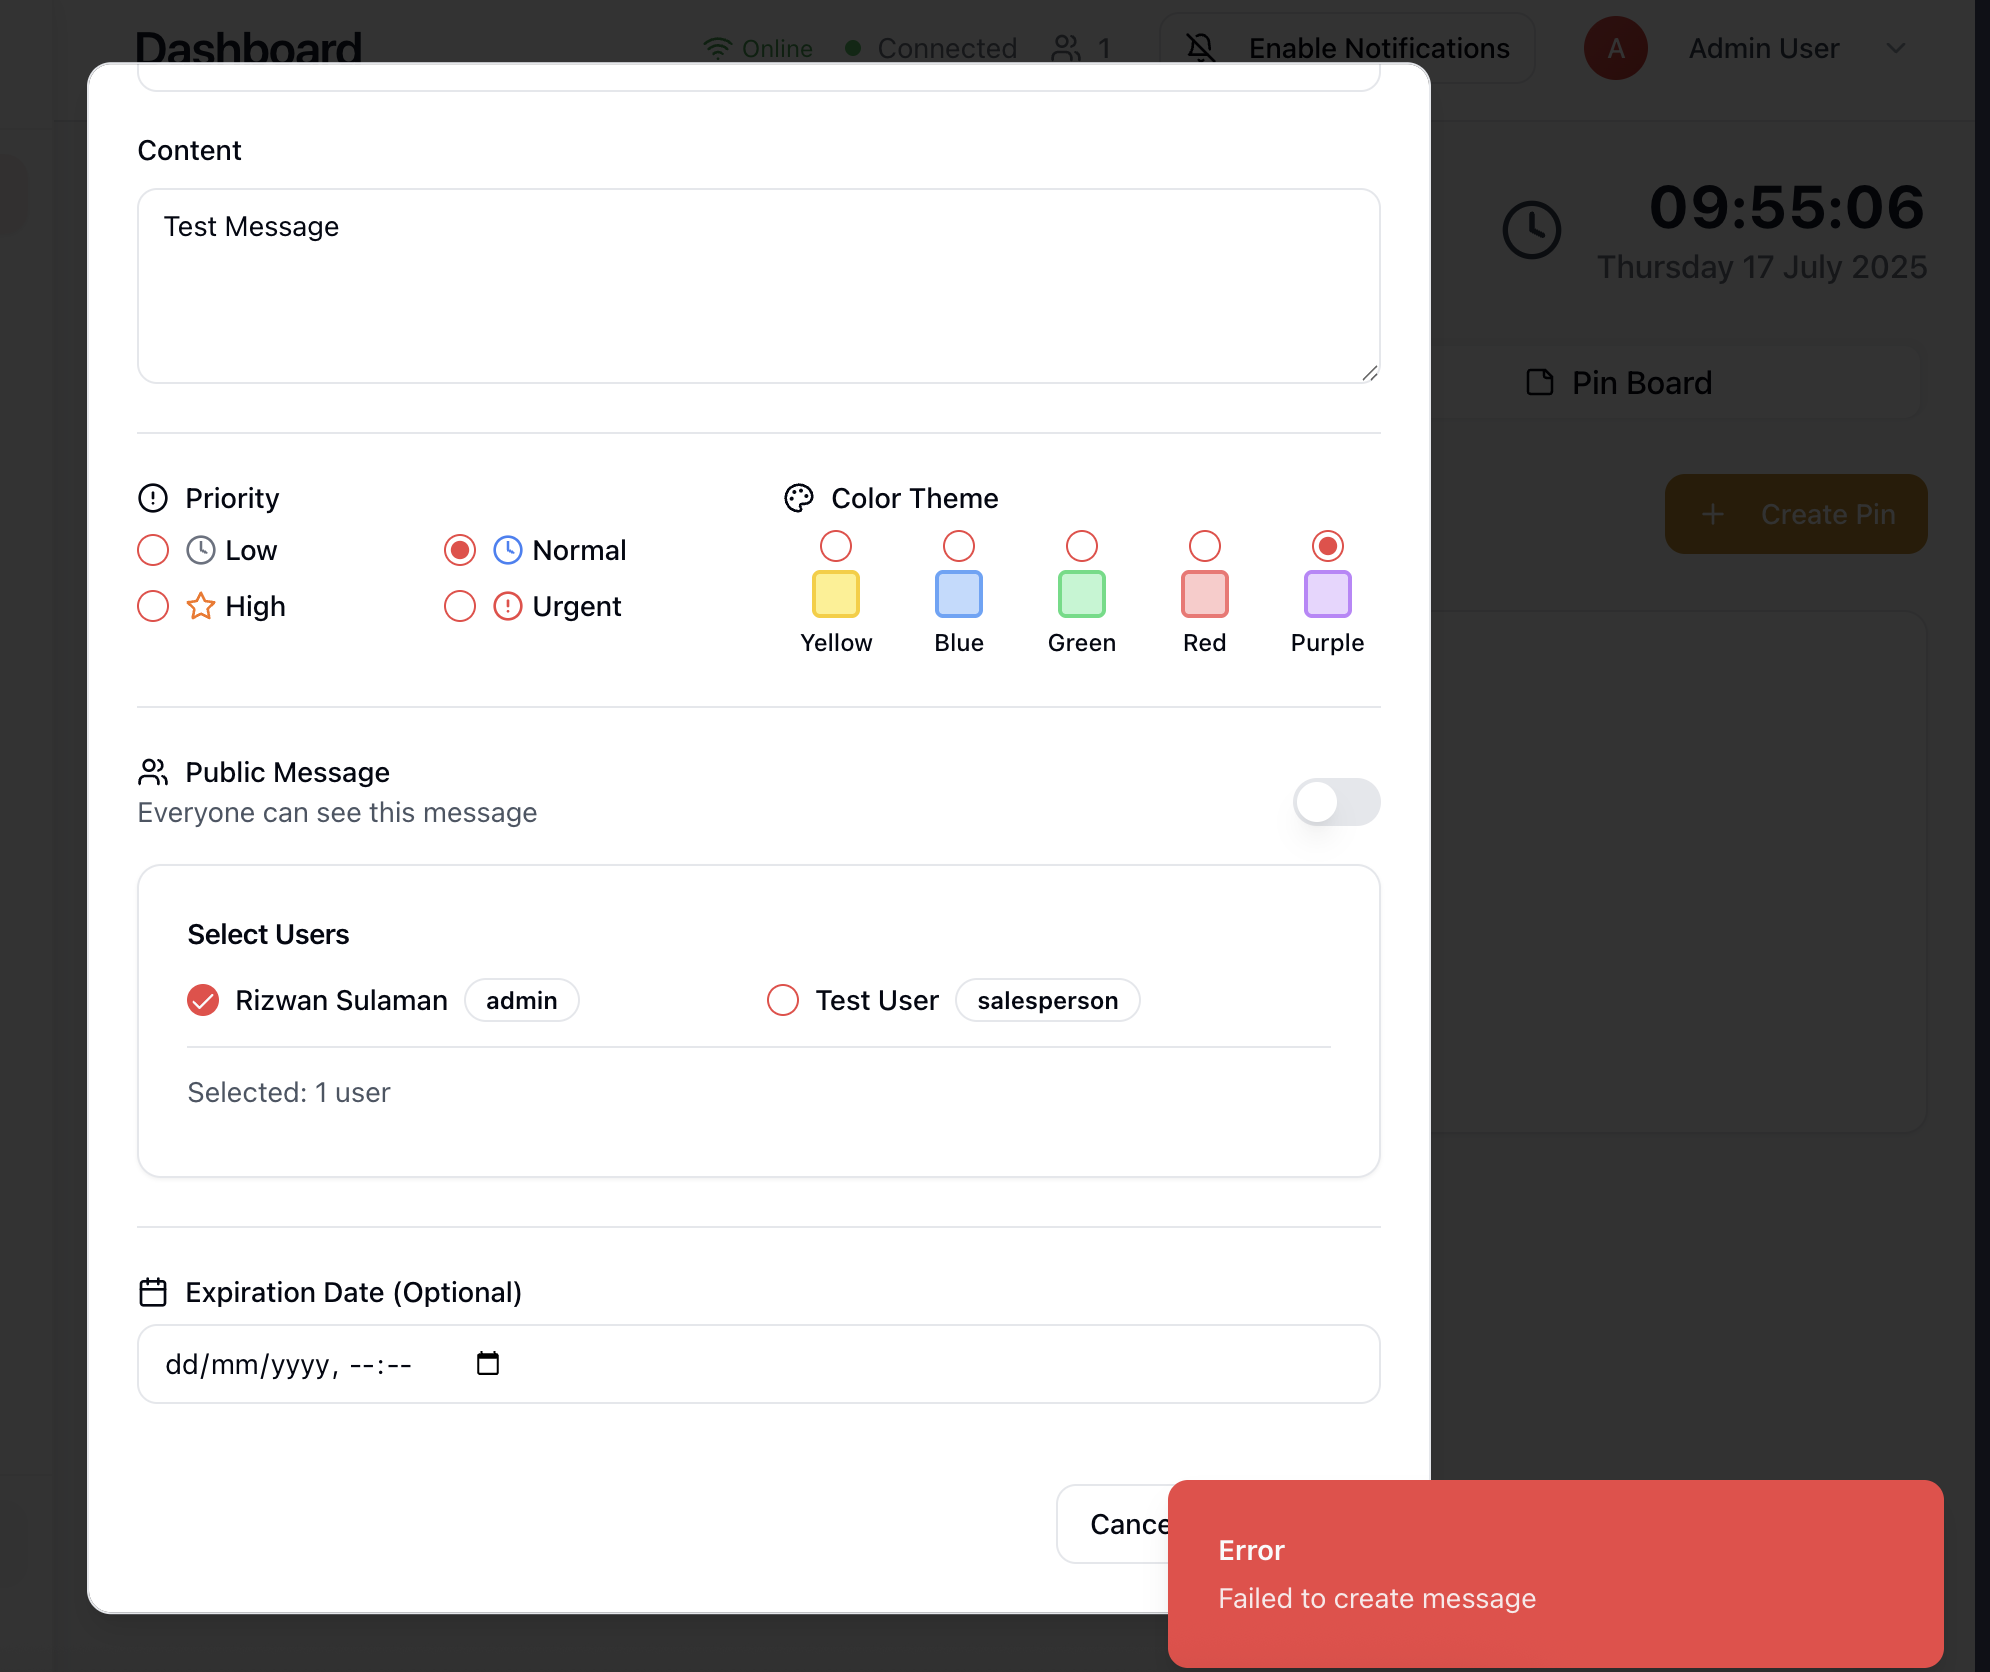 Dashboard
Online
Connected
1
Enable Notifications
A
Admin User
Content
Test Message
09:55:06
Thursday 17 July 2025
Pin Board
Create Pin
Priority
Low
Normal
High
Urgent
Color Theme
Yellow
Blue
Green
Red
Purple
Public Message
Everyone can see this message
Select Users
Rizwan Sulaman
admin
Test User
salesperson
Selected: 1 user
Expiration Date (Optional)
dd/mm/yyyy, --:--
Cance
Error
Failed to create message